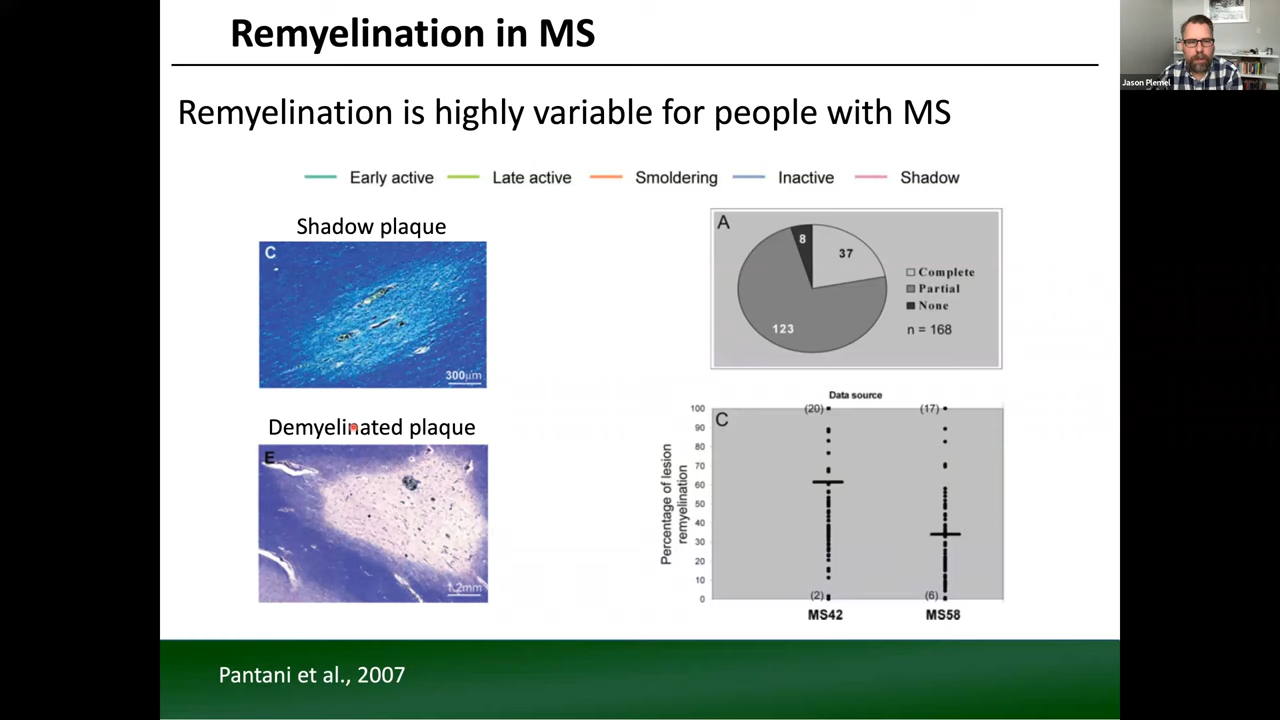 Remyelination in MS
Jason Plemel
Remyelination is highly variable for people with MS
Early active Late active Smoldering Inactive Shadow
Shadow plaque
C
300μm
Demyelinated plaque
E
1.2mm
A
8
37
123
Complete
Partial
None
n = 168
Data source
C
Percentage of lesion
remyelination
100
90
80
70
60
50
40
30
20
10
0
(20)
(17)
(2)
(6)
MS42
MS58
Pantani et al., 2007